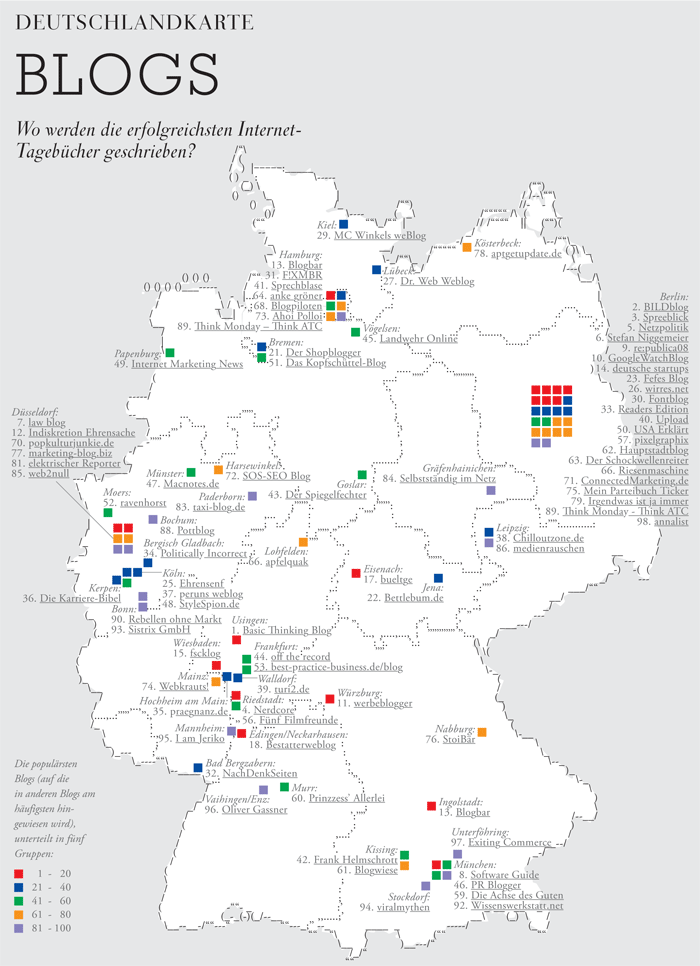 DEUTSCHLANDKARTE
BLOGS
Wo werden die erfolgreichsten Internet-
Tagebücher geschrieben?
Kiel:
29. MC Winkels weBlog
Kösterbeck:
78. aptgetupdate.de
Hamburg:
13. Blogbar
31. F!XMBR
41. Sprechblase
64. anke gröner
68. Blogpiloten
73. Ahoi Polloi
89. Think Monday – Think ATC
Lübeck:
27. Dr. Web Weblog
Vögelsen:
45. Landwehr Online
Bremen:
21. Der Shopblogger
51. Das Kopfschüttel-Blog
Papenburg:
49. Internet Marketing News
Berlin:
2. BILDblog
3. Spreeblick
5. Netzpolitik
6. Stefan Niggemeier
9. re:publica08
10. GoogleWatchBlog
14. deutsche startups
23. Fefes Blog
26. wirres.net
30. Fontblog
33. Readers Edition
40. Upload
50. USA Erklärt
57. pixelgraphix
62. Hauptstadtblog
63. Der Schockwellenreiter
66. Riesenmaschine
71. ConnectedMarketing.de
75. Mein Parteibuch Ticker
79. Irgendwas ist ja immer
89. Think Monday - Think ATC
98. annalist
Düsseldorf:
7. law blog
12. Indiskretion Ehrensache
70. popkulturjunkie.de
77. marketing-blog.biz
81. elektrischer Reporter
85. web2null
Münster:
47. Macnotes.de
Harsewinkel:
72. SOS-SEO Blog
Goslar:
43. Der Spiegelfechter
Gräfenhainichen:
84. Selbstständig im Netz
Moers:
52. ravenhorst
Paderborn:
83. taxi-blog.de
Bochum:
88. Pottblog
Bergisch Gladbach:
34. Politically Incorrect
Lohfelden:
66. apfelquak
Leipzig:
38. Chilloutzone.de
86. medienrauschen
Köln:
25. Ehrensenf
37. peruns weblog
48. StyleSpion.de
Kerpen:
36. Die Karriere-Bibel
Bonn:
90. Rebellen ohne Markt
93. Sistrix GmbH
Eisenach:
17. bueltge
Jena:
22. Bettlebum.de
Usingen:
1. Basic Thinking Blog
Wiesbaden:
15. fscklog
Frankfurt:
44. off the record
53. best-practice-business.de/blog
Mainz:
74. Webkrauts!
Walldorf:
39. turi2.de
Hochheim am Main:
35. praegnanz.de
Riedstadt:
4. Nerdcore
56. Fünf Filmfreunde
Würzburg:
11. werbeblogger
Mannheim:
95. I am Jeriko
Edingen/Neckarhausen:
18. Bestatterweblog
Nabburg:
76. StoiBär
Bad Bergzabern:
32. NachDenkSeiten
Vaihingen/Enz:
96. Oliver Gassner
Murr:
60. Prinzzess' Allerlei
Ingolstadt:
13. Blogbar
Unterföhring:
97. Exiting Commerce
Kissing:
42. Frank Helmschrott
61. Blogwiese
München:
8. Software Guide
46. PR Blogger
59. Die Achse des Guten
92. Wissenswerkstatt.net
Stockdorf:
94. viralmythen
Die populärsten
Blogs (auf die
in anderen Blogs am
häufigsten hin-
gewiesen wird),
unterteilt in fünf
Gruppen:
1 - 20
21 - 40
41 - 60
61 - 80
81 - 100